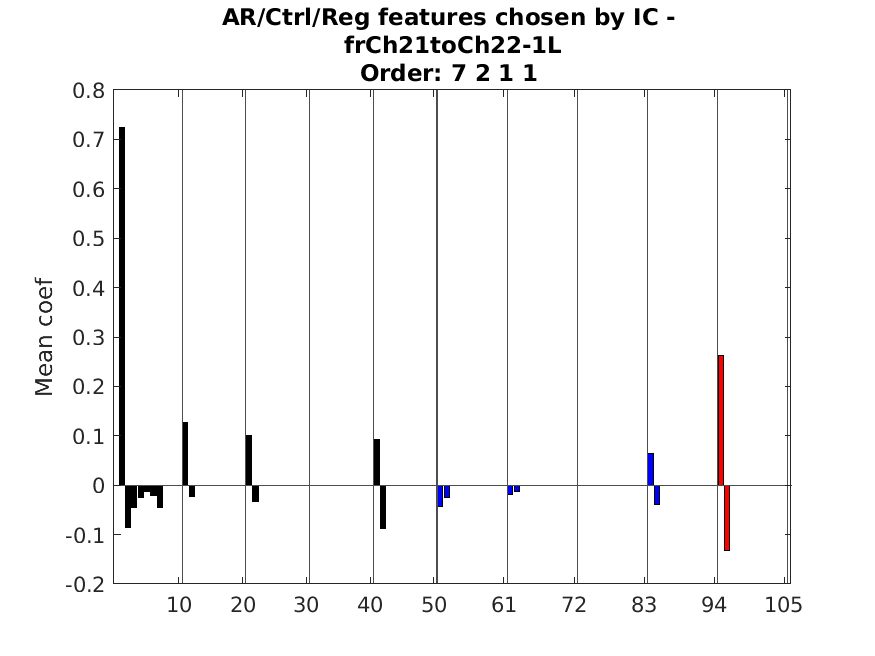 AR/Ctrl/Reg features chosen by IC -
frCh21toCh22-1L
Order: 7 2 1 1
0.8
0.7
0.6
0.5
0.4
0.3
0.2
0.1
0
-0.1
-0.2
Mean coef
10 20 30 40 50 61 72 83 94 105